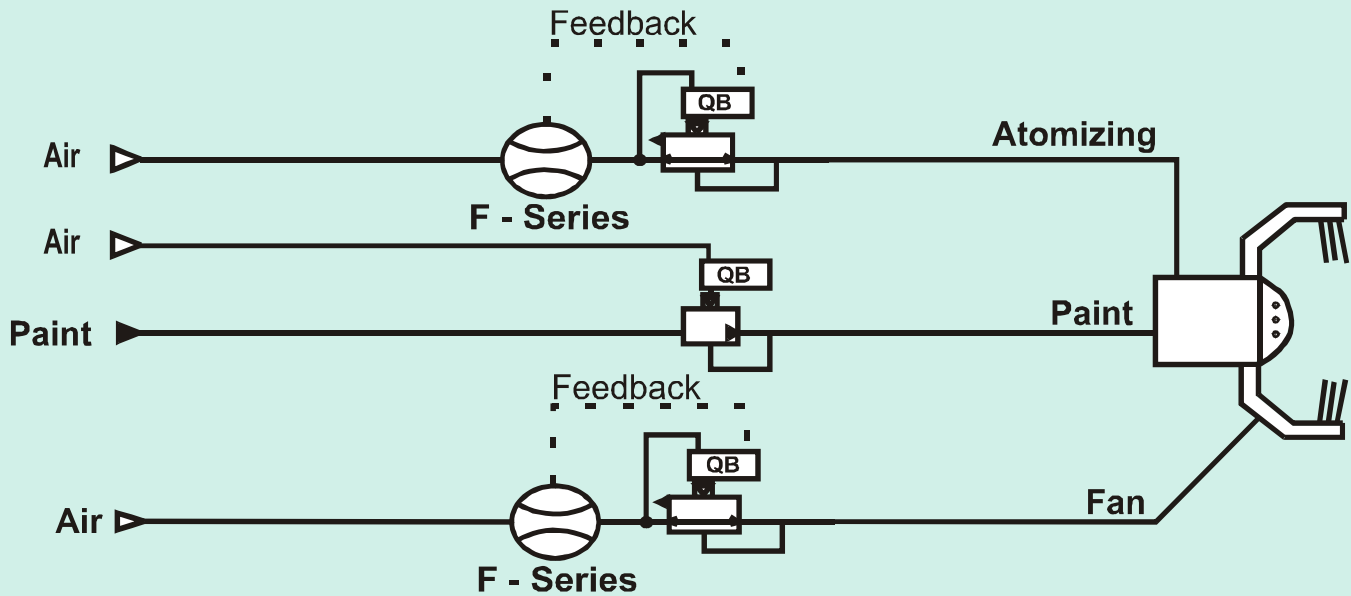 Feedback
QB
Air
Atomizing
F - Series
Air
QB
Paint
Paint
Feedback
QB
Air
Fan
F - Series